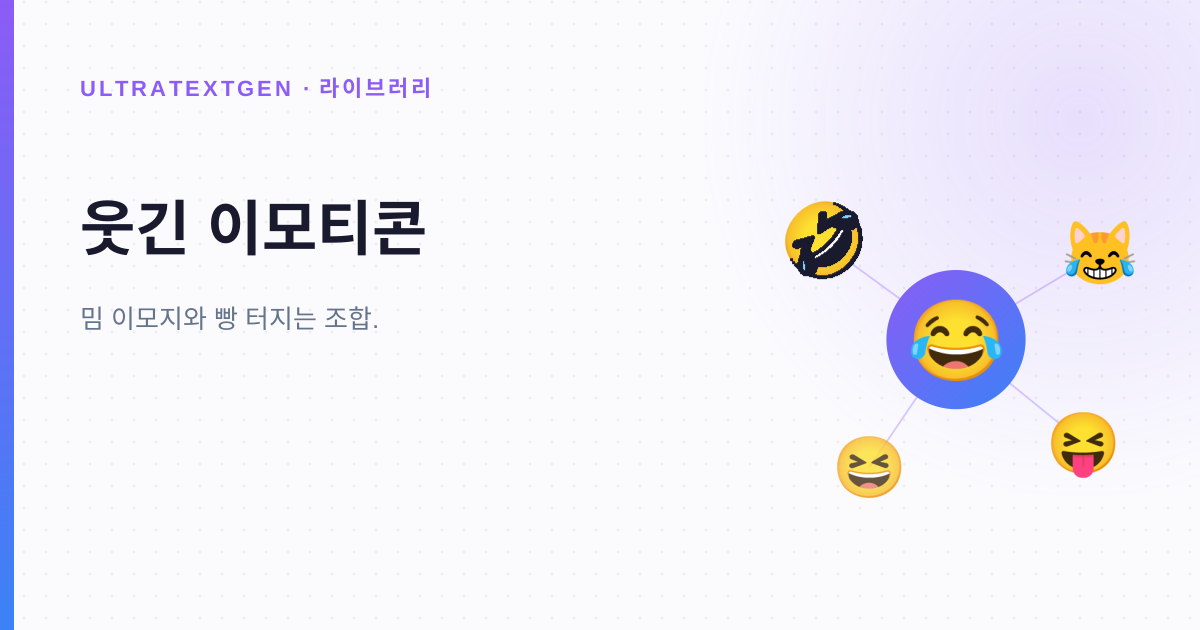 ULTRATEXTGEN · 라이브러리
웃긴 이모티콘
밈 이모지와 빵 터지는 조합.